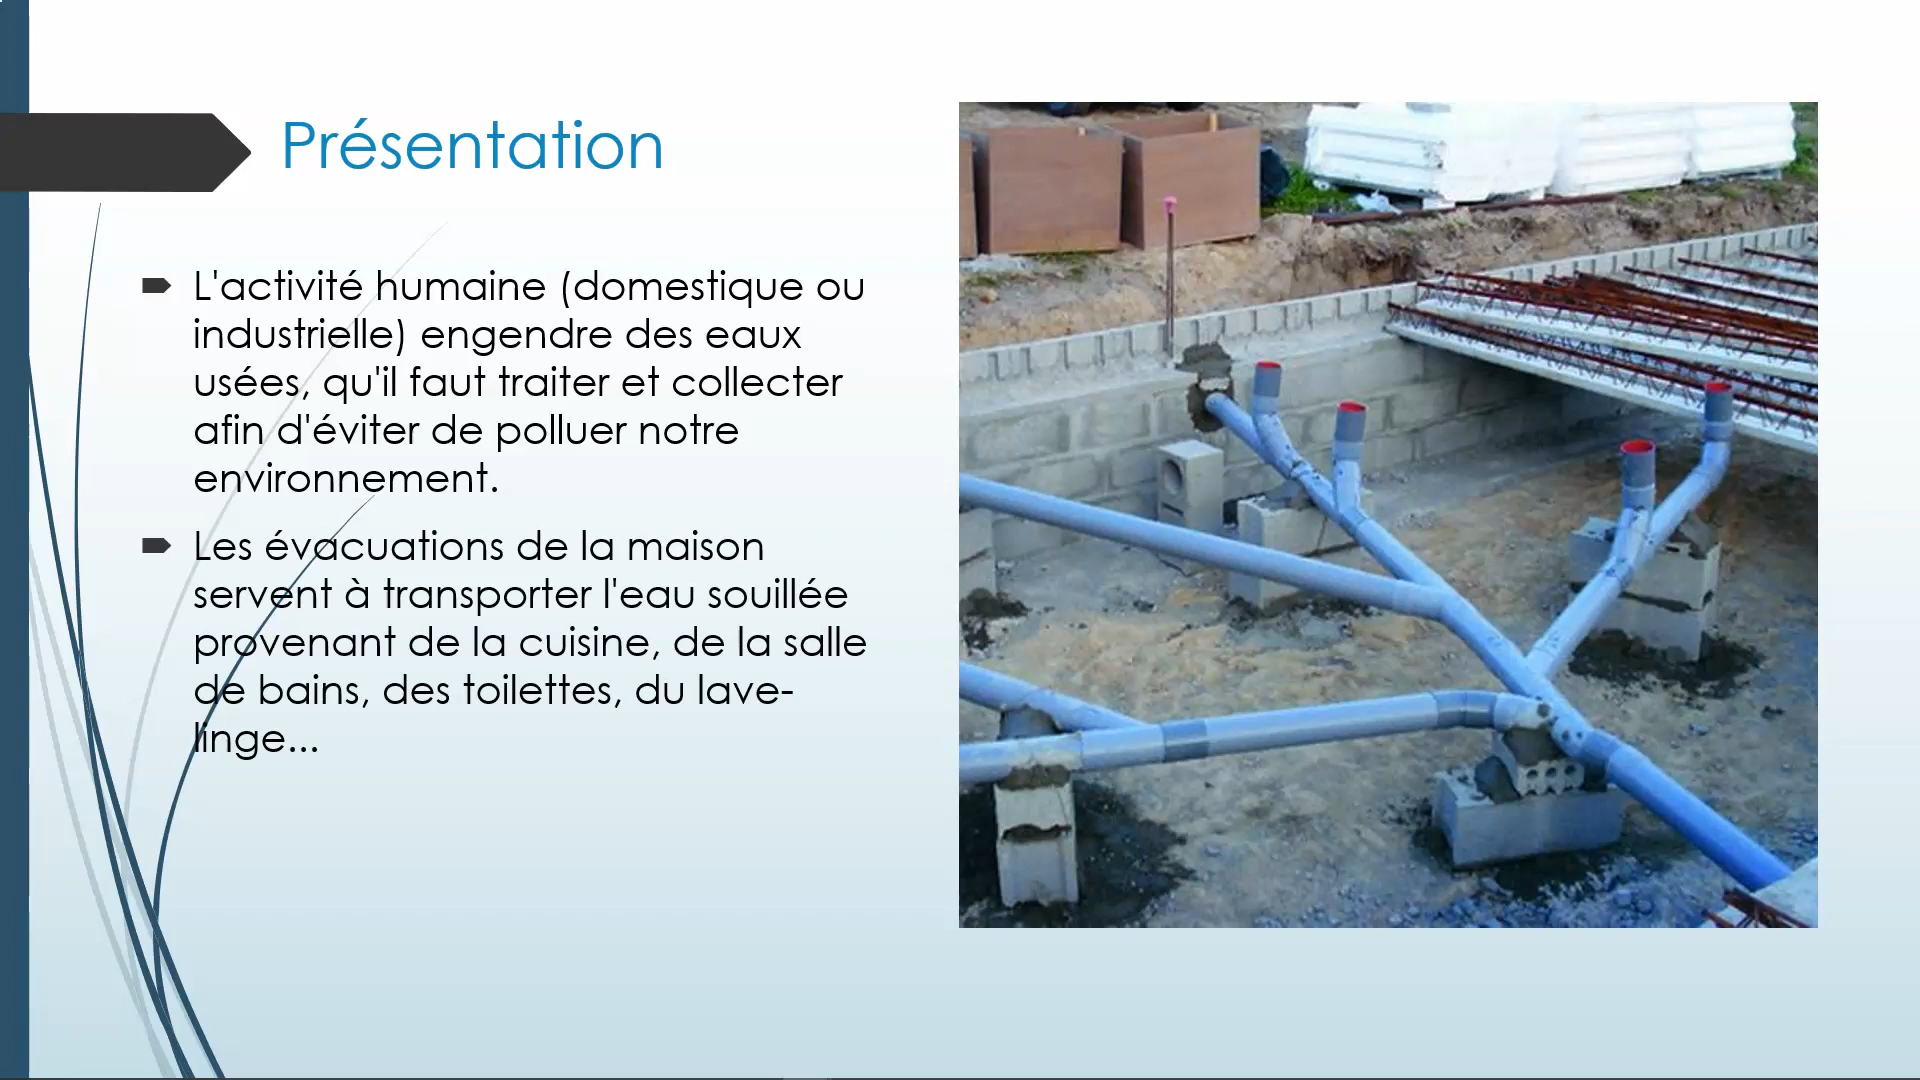 Présentation
L'activité humaine (domestique ou
industrielle) engendre des eaux
usées, qu'il faut traiter et collecter
afin d'éviter de polluer notre
environnement.
Les évacuations de la maison
servent à transporter l'eau souillée
provenant de la cuisine, de la salle
de bains, des toilettes, du lave-
linge...